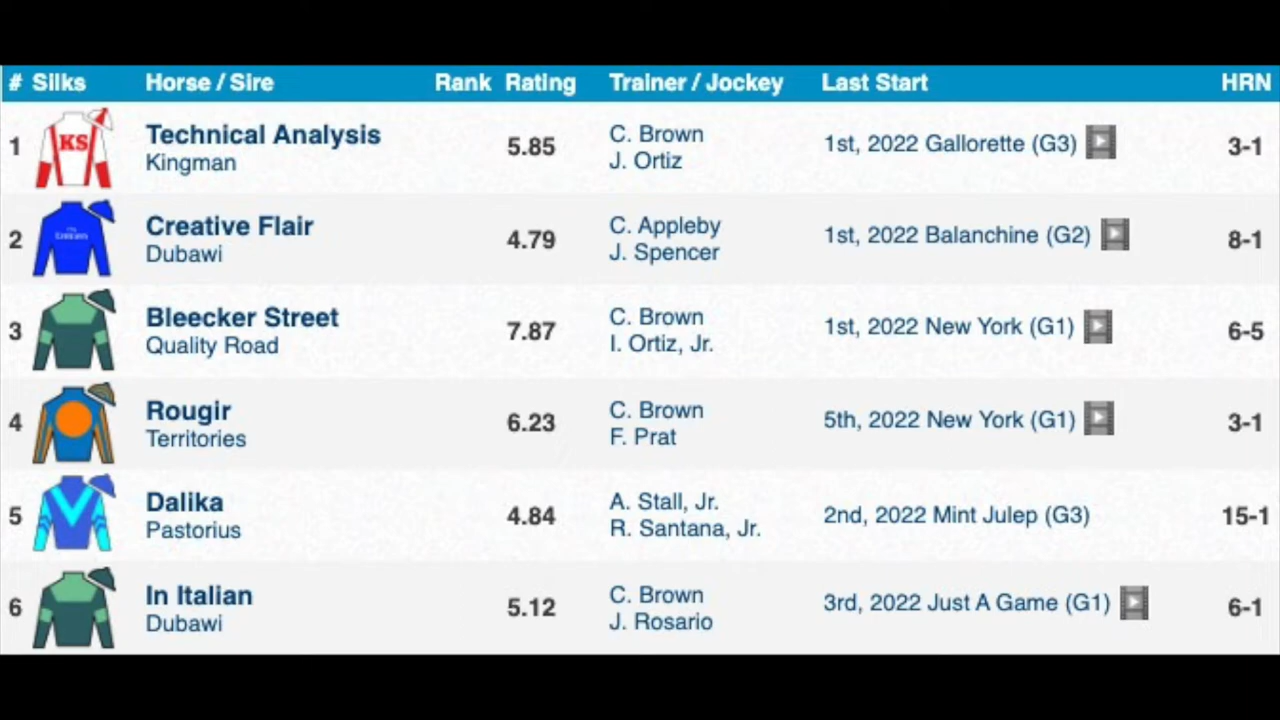 # Silks Horse / Sire Rank Rating Trainer / Jockey Last Start HRN
1 KS Technical Analysis 5.85 C. Brown 1st, 2022 Gallorette (G3) 3-1
Kingman J. Ortiz
2 Creative Flair 4.79 C. Appleby 1st, 2022 Balanchine (G2) 8-1
Emirates Dubawi J. Spencer
3 Bleecker Street 7.87 C. Brown 1st, 2022 New York (G1) 6-5
Quality Road I. Ortiz, Jr.
4 Rougir 6.23 C. Brown 5th, 2022 New York (G1) 3-1
Territories F. Prat
5 Dalika 4.84 A. Stall, Jr. 2nd, 2022 Mint Julep (G3) 15-1
Pastorius R. Santana, Jr.
6 In Italian 5.12 C. Brown 3rd, 2022 Just A Game (G1) 6-1
Dubawi J. Rosario